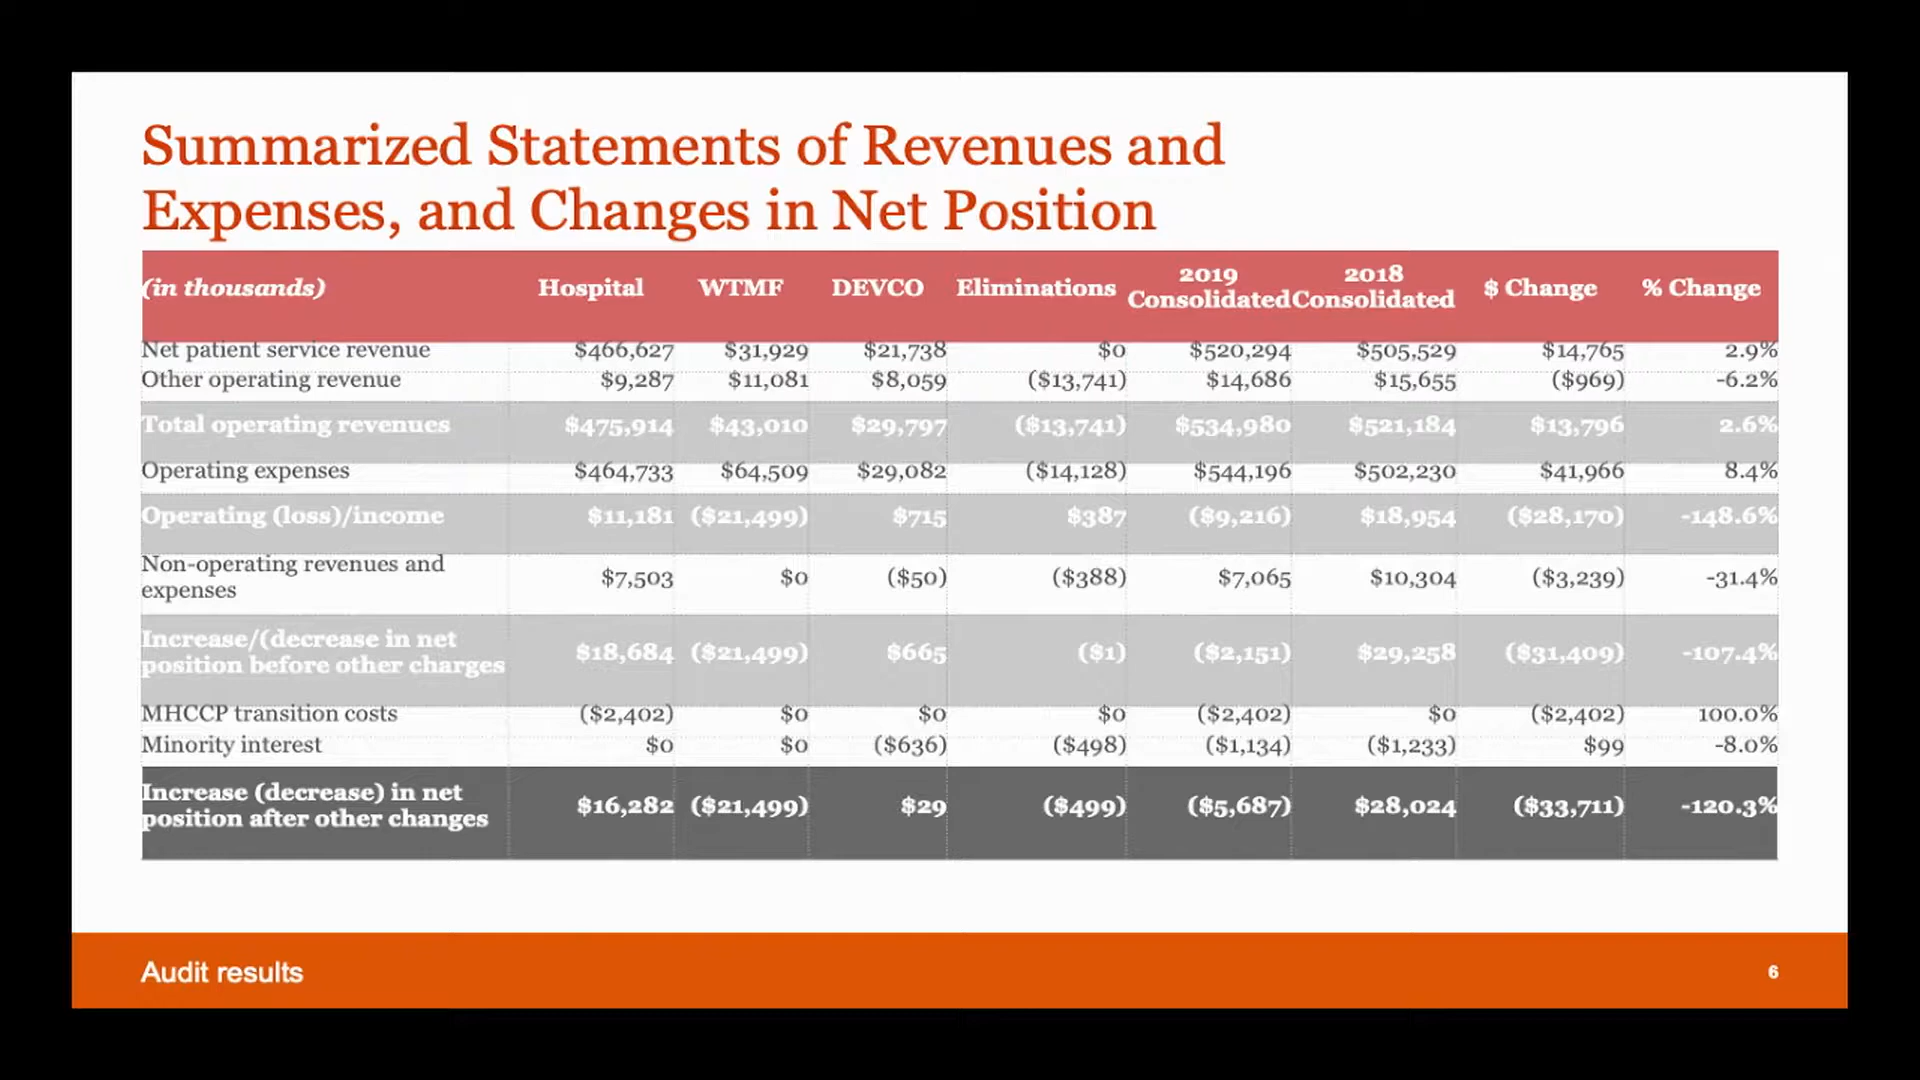 Summarized Statements of Revenues and
Expenses, and Changes in Net Position
(in thousands) Hospital WTMF DEVCO Eliminations 2019 Consolidated 2018 Consolidated $ Change % Change
Net patient service revenue $466,627 $31,929 $21,738 $0 $520,294 $505,529 $14,765 2.9%
Other operating revenue $9,287 $11,081 $8,059 ($13,741) $14,686 $15,655 ($969) -6.2%
Total operating revenues $475,914 $43,010 $29,797 ($13,741) $534,980 $521,184 $13,796 2.6%
Operating expenses $464,733 $64,509 $29,082 ($14,128) $544,196 $502,230 $41,966 8.4%
Operating (loss)/income $11,181 ($21,499) $715 $387 ($9,216) $18,954 ($28,170) -148.6%
Non-operating revenues and
expenses $7,503 $0 ($50) ($388) $7,065 $10,304 ($3,239) -31.4%
Increase/(decrease in net
position before other charges $18,684 ($21,499) $665 ($1) ($2,151) $29,258 ($31,409) -107.4%
MHCCP transition costs ($2,402) $0 $0 $0 ($2,402) $0 ($2,402) 100.0%
Minority interest $0 $0 ($636) ($498) ($1,134) ($1,233) $99 -8.0%
Increase (decrease) in net
position after other changes $16,282 ($21,499) $29 ($499) ($5,687) $28,024 ($33,711) -120.3%
Audit results 6